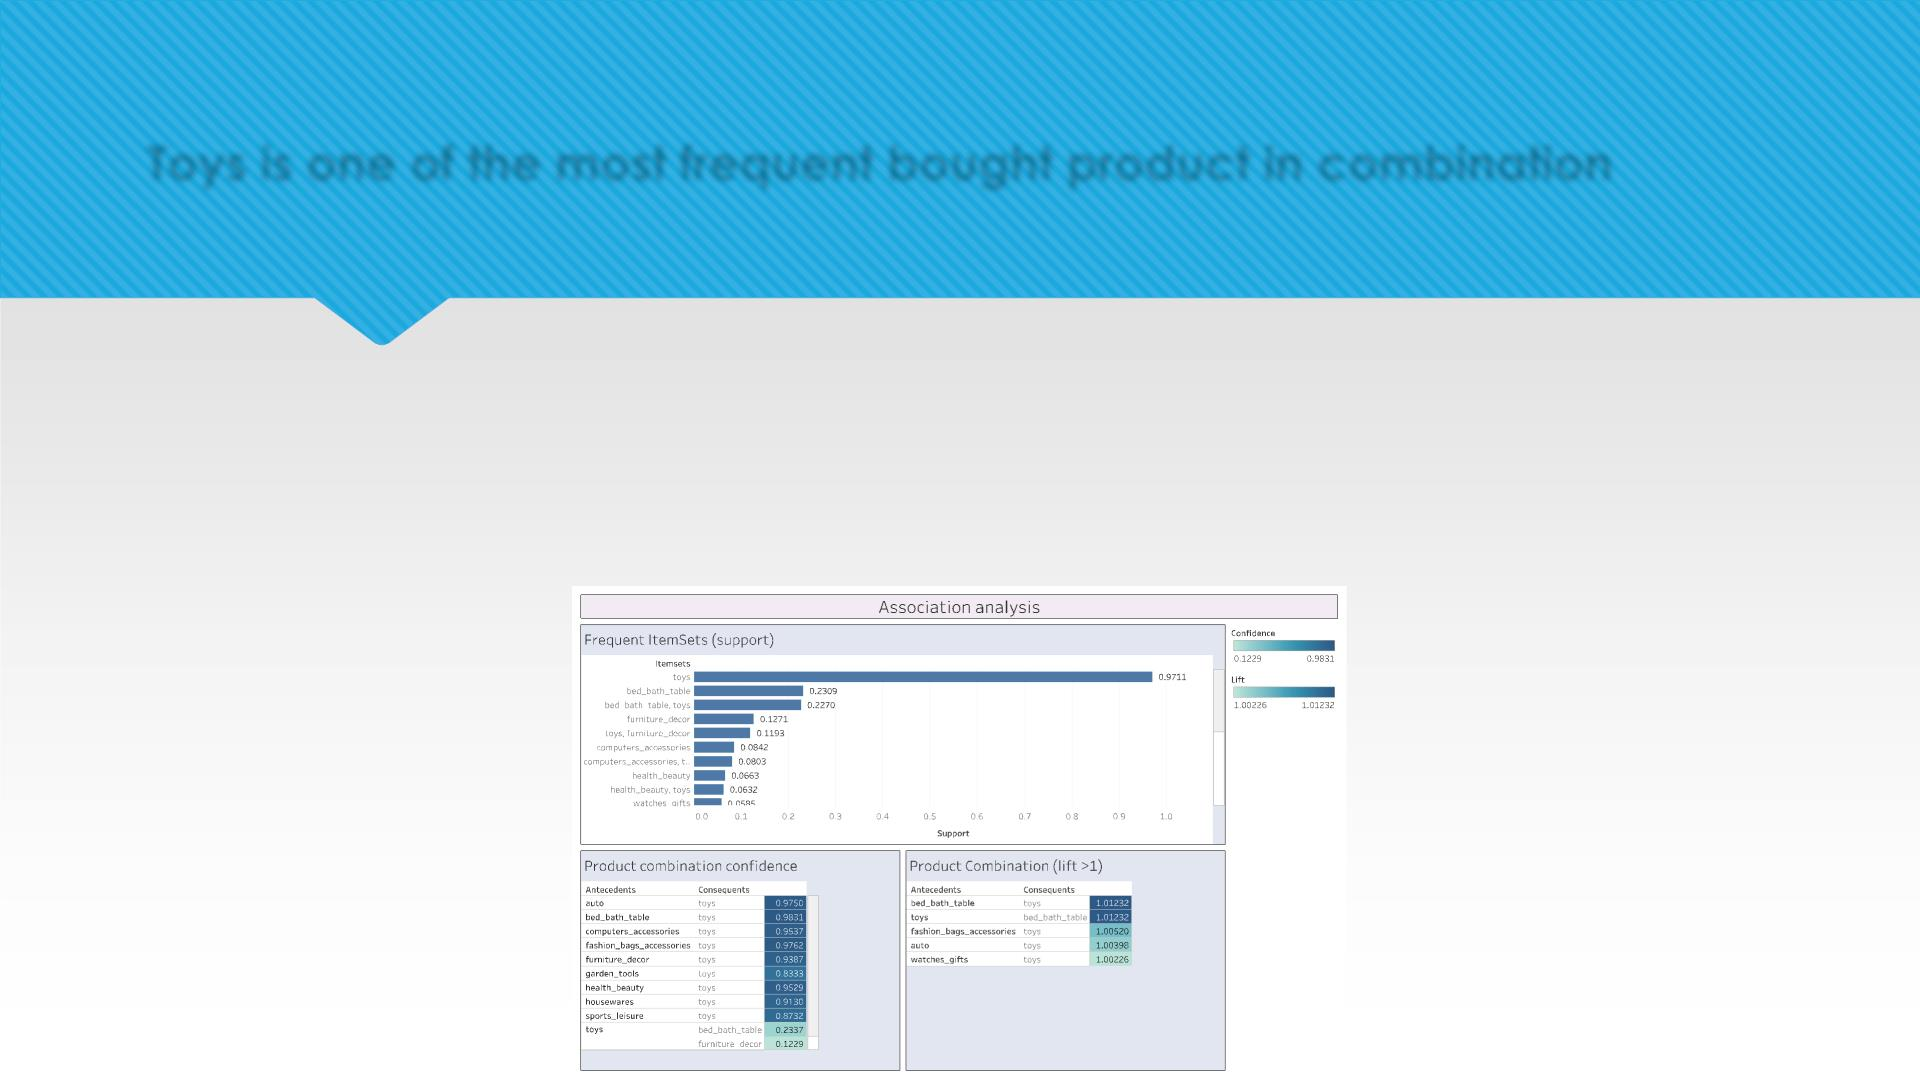 Toys is one of the most frequent bought product in combination
Association analysis
Frequent ItemSets (support)
Itemsets
toys 0.9711
bed_bath_table 0.2309
bed_bath_table, toys 0.2270
furniture_decor 0.1271
toys, furniture_decor 0.1193
computers_accessories 0.0842
computers_accessories, t.. 0.0803
health_beauty 0.0663
health_beauty, toys 0.0632
watches_gifts 0.0585
0.0 0.1 0.2 0.3 0.4 0.5 0.6 0.7 0.8 0.9 1.0
Support
Confidence
0.1229 0.9831
Lift
1.00226 1.01232
Product combination confidence
Antecedents Consequents
auto toys 0.9750
bed_bath_table toys 0.9831
computers_accessories toys 0.9537
fashion_bags_accessories toys 0.9762
furniture_decor toys 0.9387
garden_tools toys 0.8333
health_beauty toys 0.9529
housewares toys 0.9130
sports_leisure toys 0.8732
toys bed_bath_table 0.2337
furniture_decor 0.1229
Product Combination (lift >1)
Antecedents Consequents
bed_bath_table toys 1.01232
toys bed_bath_table 1.01232
fashion_bags_accessories toys 1.00520
auto toys 1.00398
watches_gifts toys 1.00226